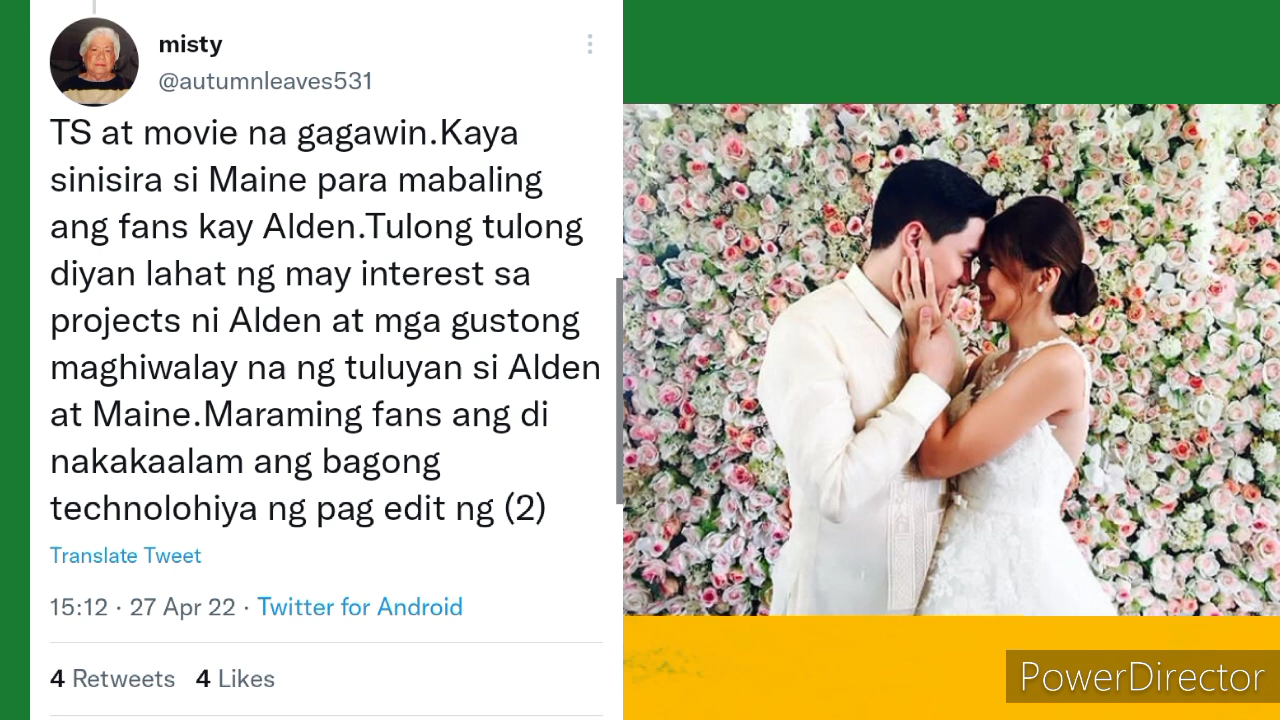 misty
@autumnleaves531
TS at movie na gagawin.Kaya
sinisira si Maine para mabaling
ang fans kay Alden.Tulong tulong
diyan lahat ng may interest sa
projects ni Alden at mga gustong
maghiwalay na ng tuluyan si Alden
at Maine.Maraming fans ang di
nakakaalam ang bagong
technolohiya ng pag edit ng (2)
Translate Tweet
15:12 · 27 Apr 22 · Twitter for Android
4 Retweets 4 Likes
PowerDirector